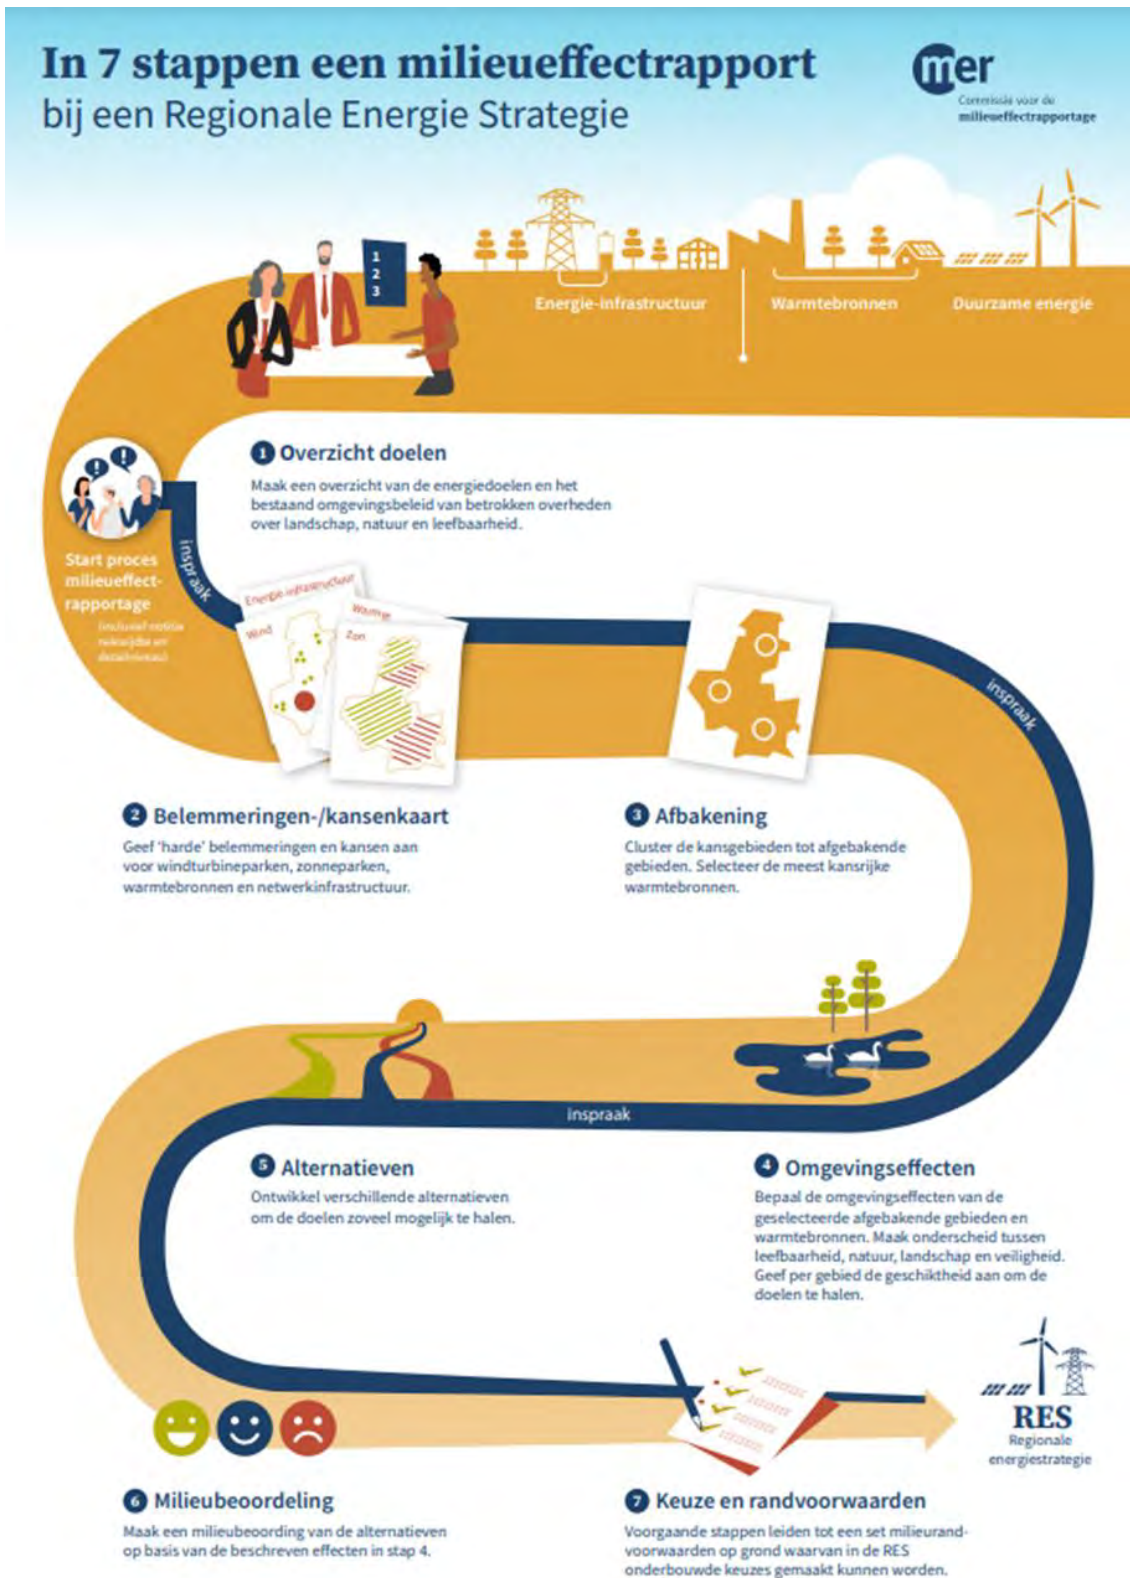 In 7 stappen een milieueffectrapport
bij een Regionale Energie Strategie
mer
Commissie voor de
milieueffectrapportage
1
2
3
Energie-infrastructuur
Warmtebronnen
Duurzame energie
1 Overzicht doelen
Maak een overzicht van de energiedoelen en het
bestaand omgevingsbeleid van betrokken overheden
over landschap, natuur en leefbaarheid.
Start proces
milieueffect-
rapportage
(inclusief notitie
reikwijdte en
detailniveau)
inspraak
Energie-infrastructuur
Wind
Warmte
Zon
inspraak
2 Belemmeringen-/kansenkaart
Geef 'harde' belemmeringen en kansen aan
voor windturbineparken, zonneparken,
warmtebronnen en netwerkinfrastructuur.
3 Afbakening
Cluster de kansgebieden tot afgebakende
gebieden. Selecteer de meest kansrijke
warmtebronnen.
inspraak
5 Alternatieven
Ontwikkel verschillende alternatieven
om de doelen zoveel mogelijk te halen.
4 Omgevingseffecten
Bepaal de omgevingseffecten van de
geselecteerde afgebakende gebieden en
warmtebronnen. Maak onderscheid tussen
leefbaarheid, natuur, landschap en veiligheid.
Geef per gebied de geschiktheid aan om de
doelen te halen.
RES
Regionale
energiestrategie
6 Milieubeoordeling
Maak een milieubeoording van de alternatieven
op basis van de beschreven effecten in stap 4.
7 Keuze en randvoorwaarden
Voorgaande stappen leiden tot een set milieurand-
voorwaarden op grond waarvan in de RES
onderbouwde keuzes gemaakt kunnen worden.